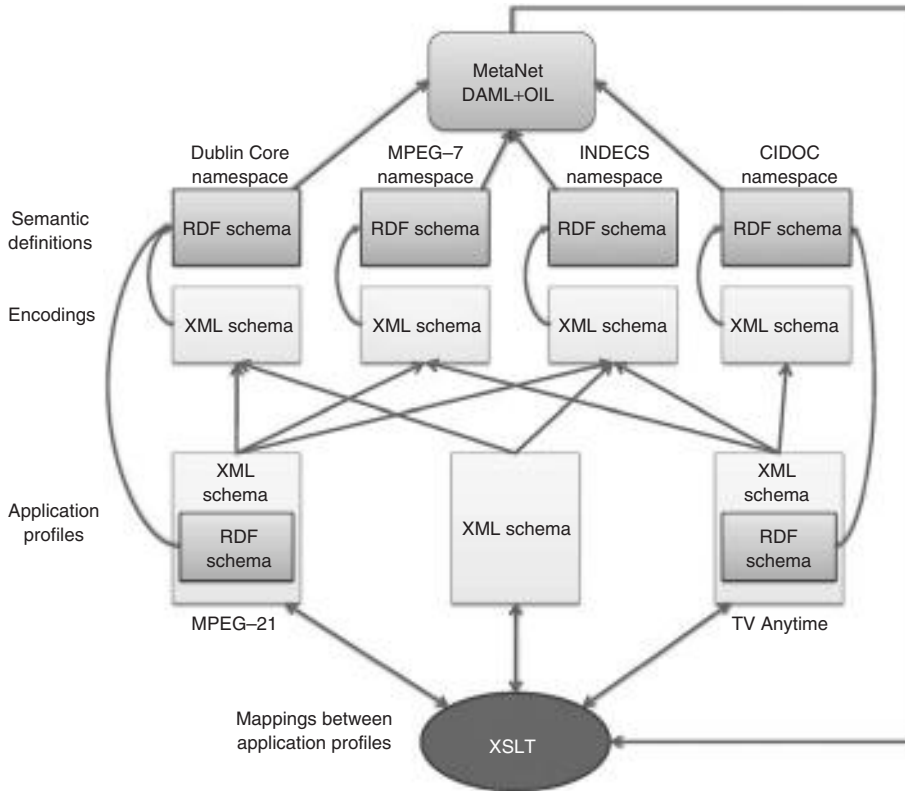 MetaNet
DAML+OIL
Dublin Core
namespace
MPEG–7
namespace
INDECS
namespace
CIDOC
namespace
Semantic
definitions
RDF schema
RDF schema
RDF schema
RDF schema
Encodings
XML schema
XML schema
XML schema
XML schema
Application
profiles
XML
schema
RDF
schema
MPEG–21
XML schema
XML
schema
RDF
schema
TV Anytime
Mappings between
application profiles
XSLT